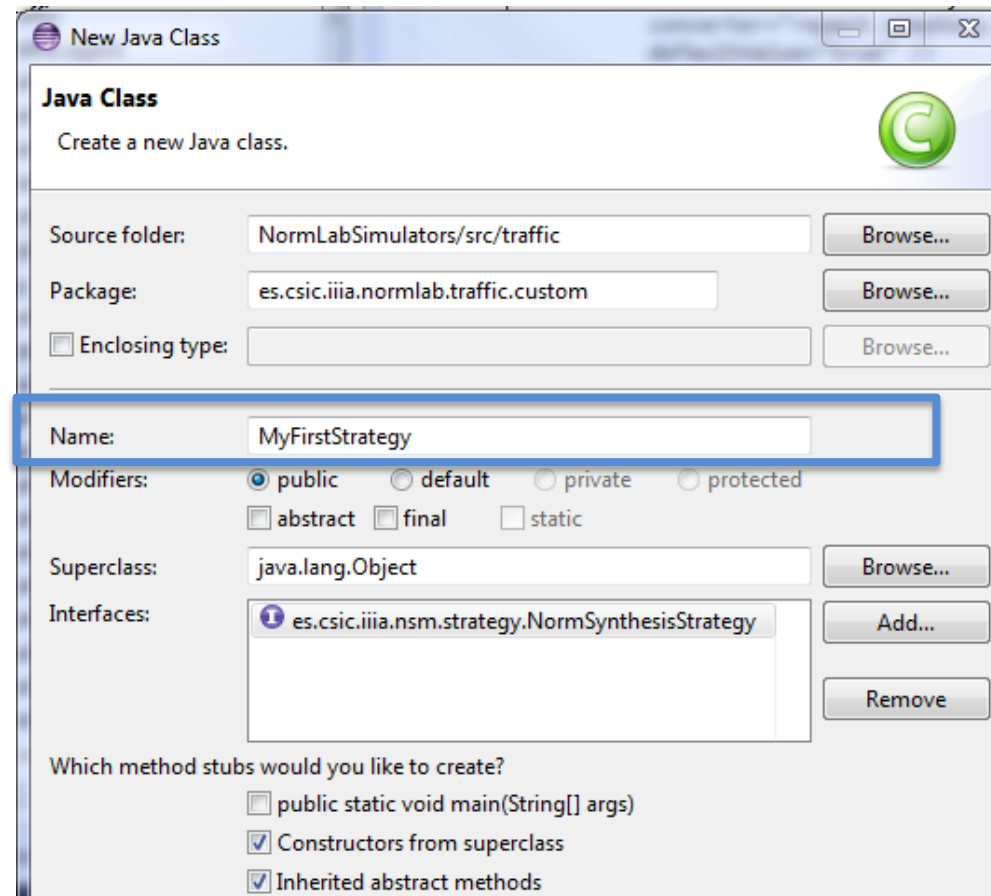 New Java Class
Java Class
Create a new Java class.
Source folder: NormLabSimulators/src/traffic Browse...
Package: es.csic.iiia.normlab.traffic.custom Browse...
Enclosing type: Browse...
Name: MyFirstStrategy
Modifiers: public default private protected
abstract final static
Superclass: java.lang.Object Browse...
Interfaces: es.csic.iiia.nsm.strategy.NormSynthesisStrategy Add...
Remove
Which method stubs would you like to create?
public static void main(String[] args)
Constructors from superclass
Inherited abstract methods